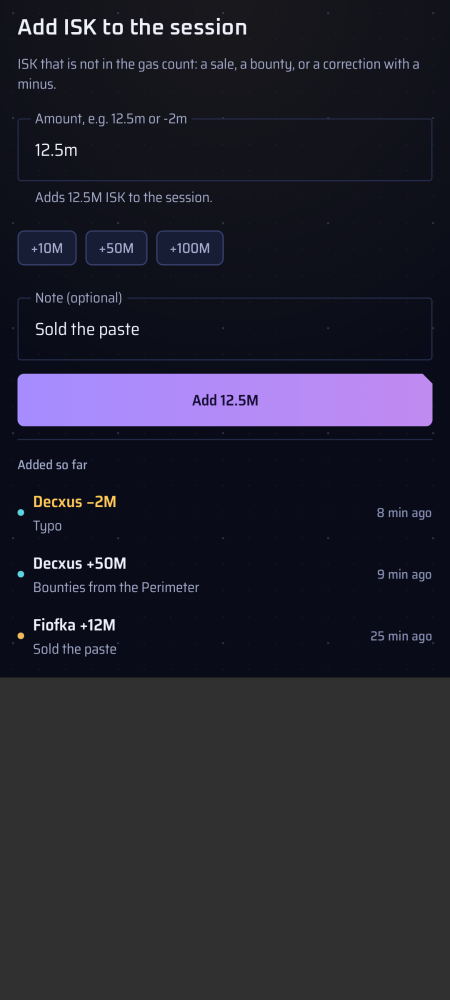 Add ISK to the session
ISK that is not in the gas count: a sale, a bounty, or a correction with a
minus.
Amount, e.g. 12.5m or -2m
12.5m
Adds 12.5M ISK to the session.
+10M +50M +100M
Note (optional)
Sold the paste
Add 12.5M
Added so far
Decxus −2M
8 min ago
Typo
Decxus +50M
9 min ago
Bounties from the Perimeter
Fiofka +12M
25 min ago
Sold the paste